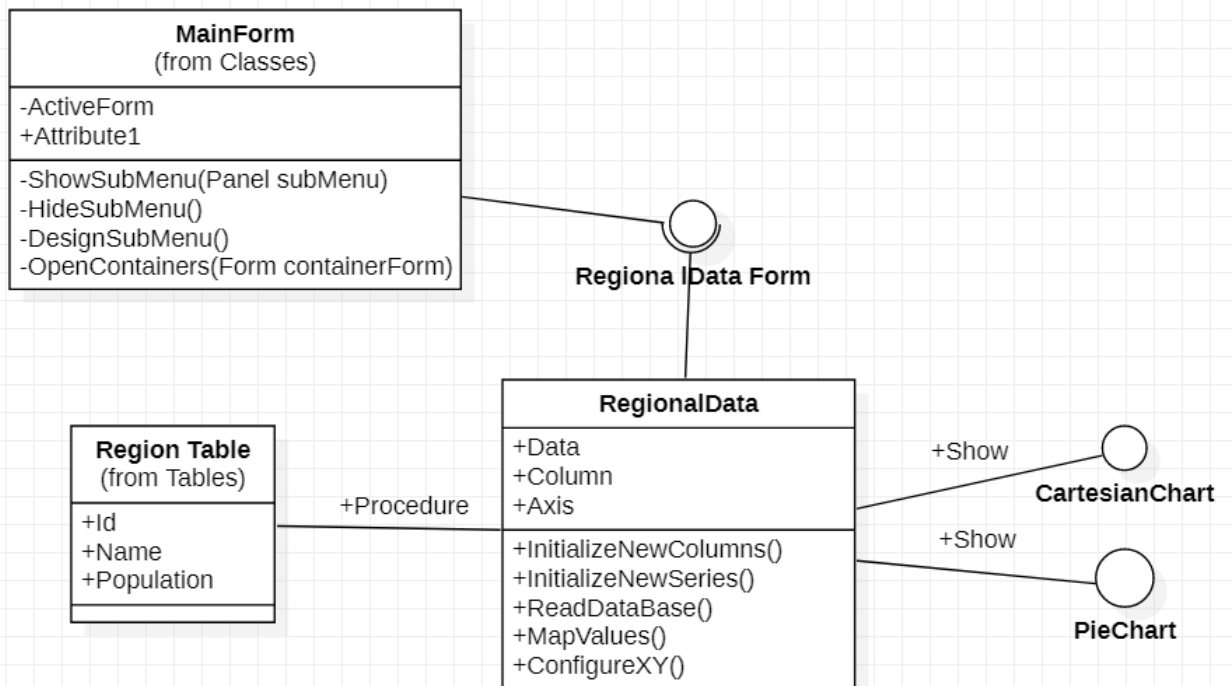 MainForm
(from Classes)
-ActiveForm
+Attribute1
-ShowSubMenu(Panel subMenu)
-HideSubMenu()
-DesignSubMenu()
-OpenContainers(Form containerForm)
Regiona lData Form
Region Table
(from Tables)
+Id
+Name
+Population
+Procedure
RegionalData
+Data
+Column
+Axis
+InitializeNewColumns()
+InitializeNewSeries()
+ReadDataBase()
+MapValues()
+ConfigureXY()
+Show
CartesianChart
+Show
PieChart